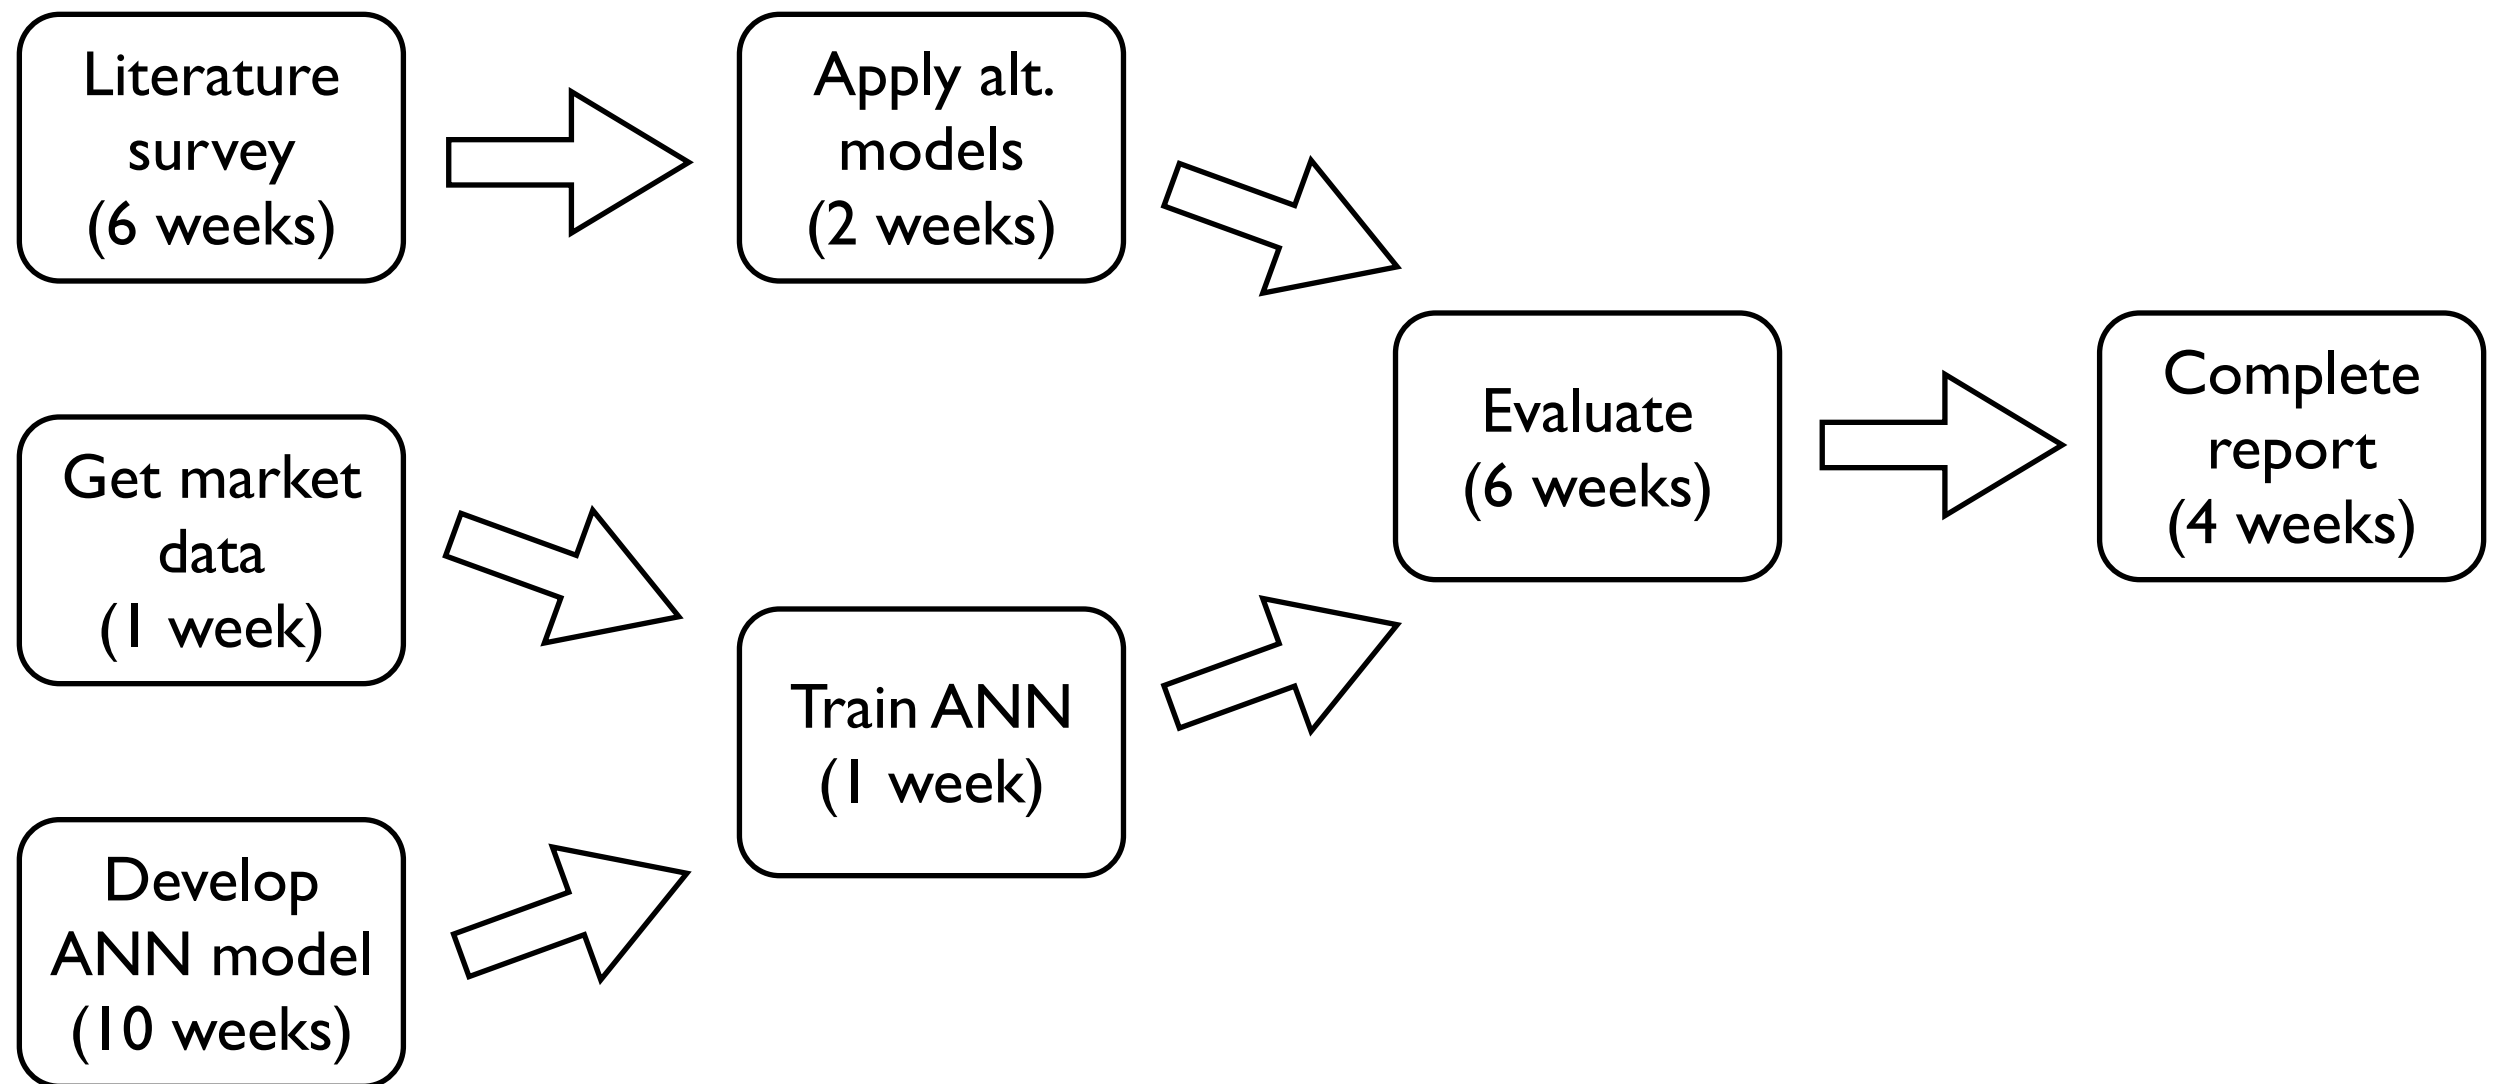 Literature
survey
(6 weeks)
Apply alt.
models
(2 weeks)
Get market
data
(1 week)
Evaluate
(6 weeks)
Complete
report
(4 weeks)
Train ANN
(1 week)
Develop
ANN model
(10 weeks)